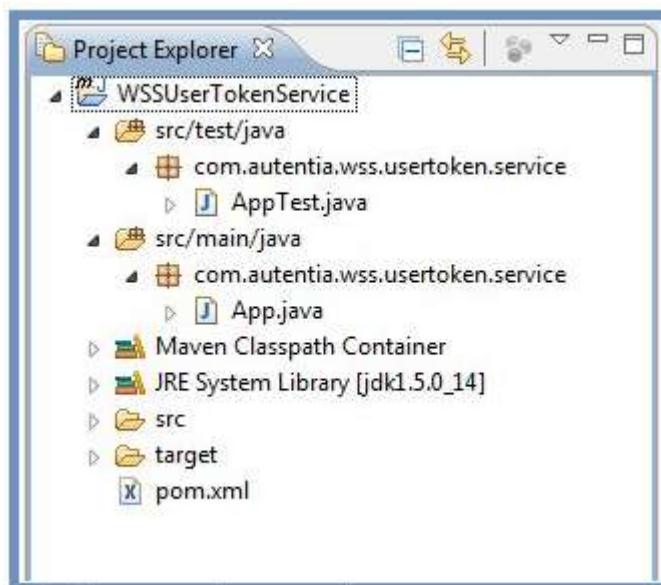 Project Explorer
WSSUserTokenService
src/test/java
com.autentia.wss.usertoken.service
AppTest.java
src/main/java
com.autentia.wss.usertoken.service
App.java
Maven Classpath Container
JRE System Library [jdk1.5.0_14]
src
target
pom.xml